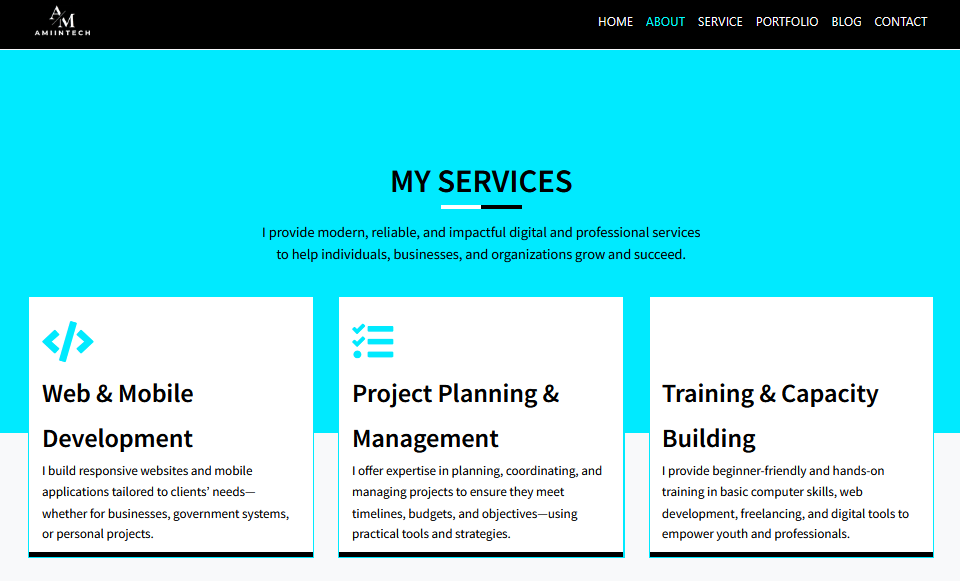 AM
AMIINTECH
HOME ABOUT SERVICE PORTFOLIO BLOG CONTACT
MY SERVICES
I provide modern, reliable, and impactful digital and professional services
to help individuals, businesses, and organizations grow and succeed.
Web & Mobile
Development
I build responsive websites and mobile
applications tailored to clients’ needs—
whether for businesses, government systems,
or personal projects.
Project Planning &
Management
I offer expertise in planning, coordinating, and
managing projects to ensure they meet
timelines, budgets, and objectives—using
practical tools and strategies.
Training & Capacity
Building
I provide beginner-friendly and hands-on
training in basic computer skills, web
development, freelancing, and digital tools to
empower youth and professionals.